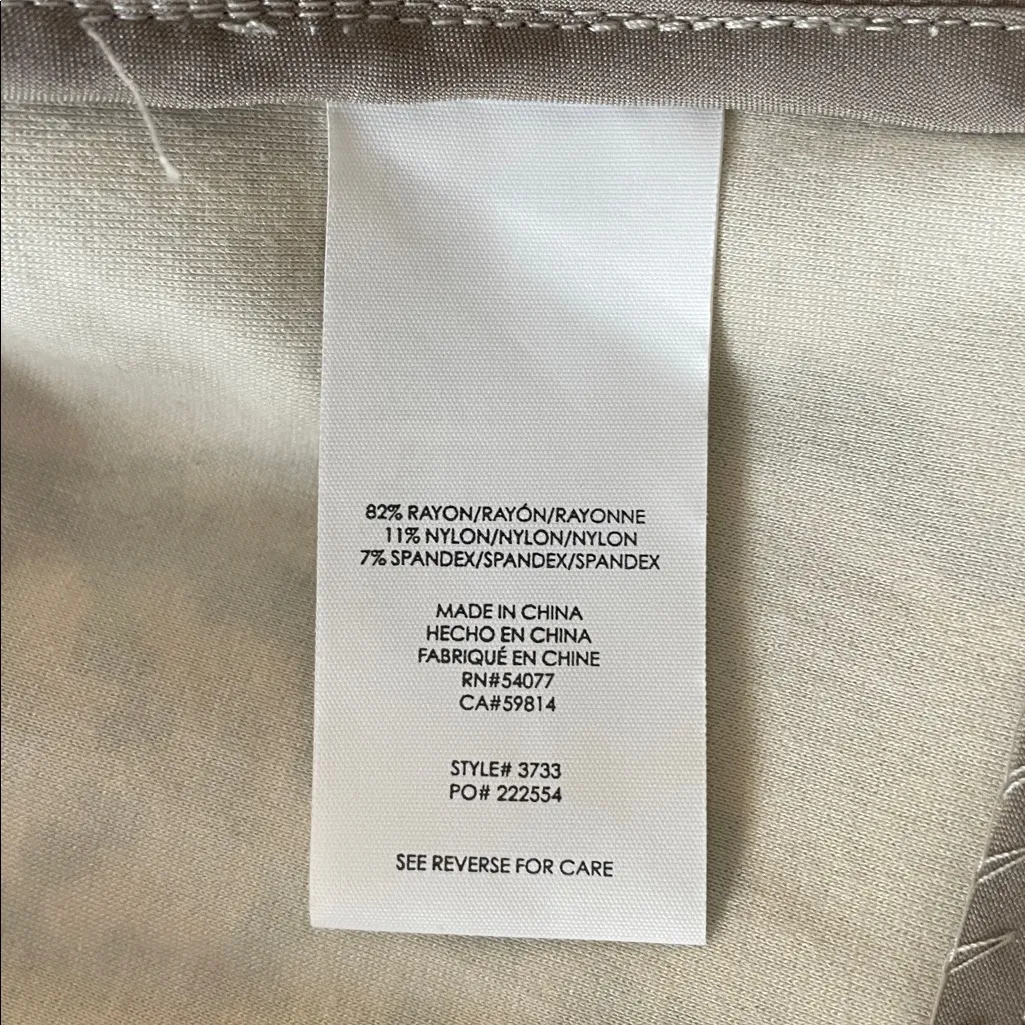 82% RAYON/RAYÓN/RAYONNE
11% NYLON/NYLON/NYLON
7% SPANDEX/SPANDEX/SPANDEX
MADE IN CHINA
HECHO EN CHINA
FABRIQUÉ EN CHINE
RN#54077
CA#59814
STYLE# 3733
PO# 222554
SEE REVERSE FOR CARE